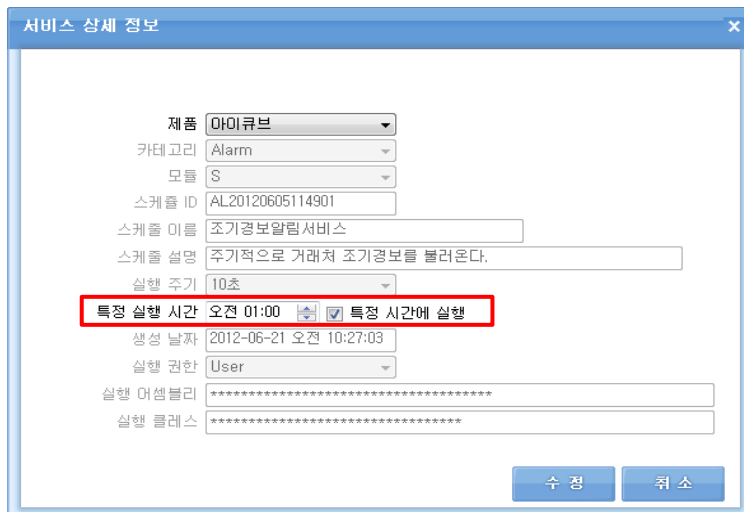 서비스 상세 정보
제품 아이큐브
카테고리 Alarm
모듈 S
스케쥴 ID AL20120605114901
스케줄 이름 조기경보알림서비스
스케줄 설명 주기적으로 거래처 조기경보를 불러온다.
실행 주기 10초
특정 실행 시간 오전 01:00 특정 시간에 실행
생성 날짜 2012-06-21 오전 10:27:03
실행 권한 User
실행 어셈블리 *************************************
실행 클레스 *********************************
수 정 취 소